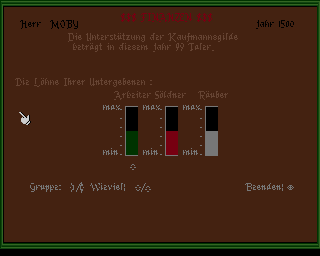 Herr MOBY
Jahr 1500
Die Unterstützung der Kaufmannsgilde
beträgt in diesem Jahr 99 Taler.
Die Löhne Ihrer Untergebenen :
Arbeiter Söldner Räuber
max. max. max.
min. min. min.
Gruppe: Wieviel: Beenden: